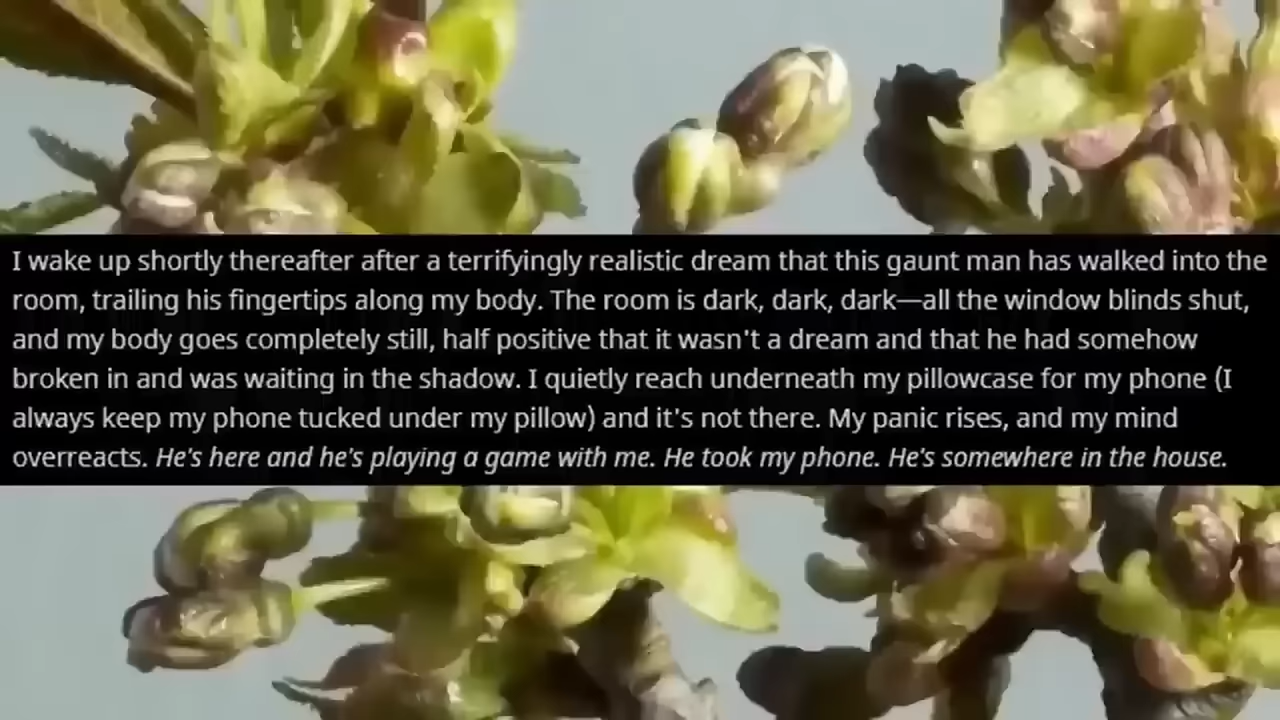 I wake up shortly thereafter after a terrifyingly realistic dream that this gaunt man has walked into the
room, trailing his fingertips along my body. The room is dark, dark, dark—all the window blinds shut,
and my body goes completely still, half positive that it wasn't a dream and that he had somehow
broken in and was waiting in the shadow. I quietly reach underneath my pillowcase for my phone (I
always keep my phone tucked under my pillow) and it's not there. My panic rises, and my mind
overreacts. He's here and he's playing a game with me. He took my phone. He's somewhere in the house.